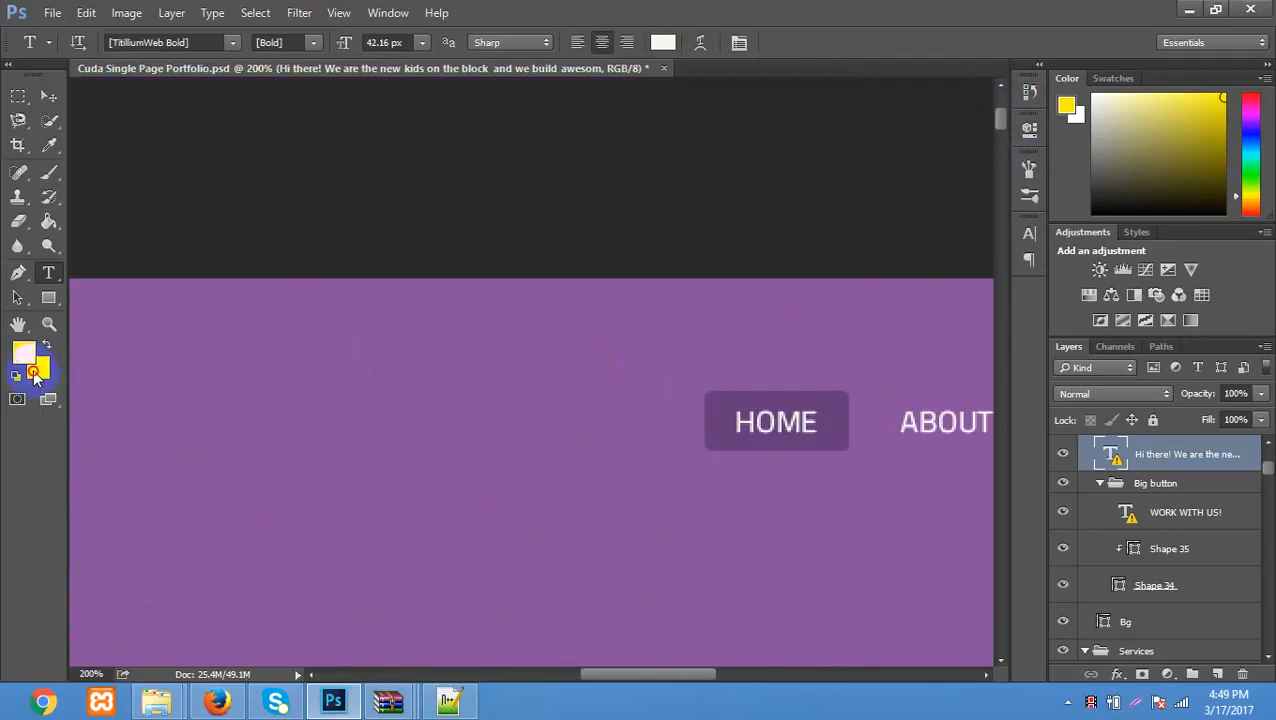 Ps File Edit Image Layer Type Select Filter 3D View Window Help
T [TitilliumWeb Bold] [Bold] 42.16 px aa Sharp Essentials
Cuda Single Page Portfolio.psd @ 200% (Hi there! We are the new kids on the block and we build awesom, RGB/8) * ×
Color Swatches
Adjustments Styles
Add an adjustment
Layers Channels Paths
Kind
Normal Opacity: 100%
Lock: Fill: 100%
HOME ABOUT
Hi there! We are the ne...
Big button
WORK WITH US!
Shape 35
Shape 34
Bg
Services
200% Doc: 25.4M/49.1M
Ps
4:49 PM
3/17/2017